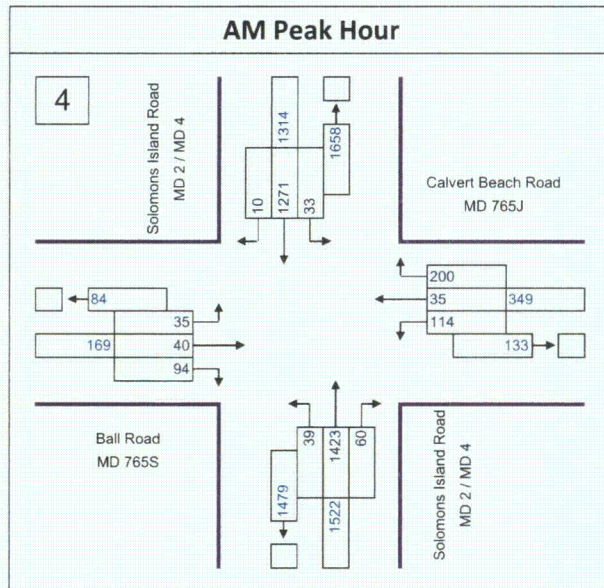 AM Peak Hour
4
Solomons Island Road
MD 2 / MD 4
1314
1658
10
1271
33
Calvert Beach Road
MD 765J
200
35
349
114
133
84
35
169
40
94
Ball Road
MD 765S
39
1423
60
1479
1522
Solomons Island Road
MD 2 / MD 4